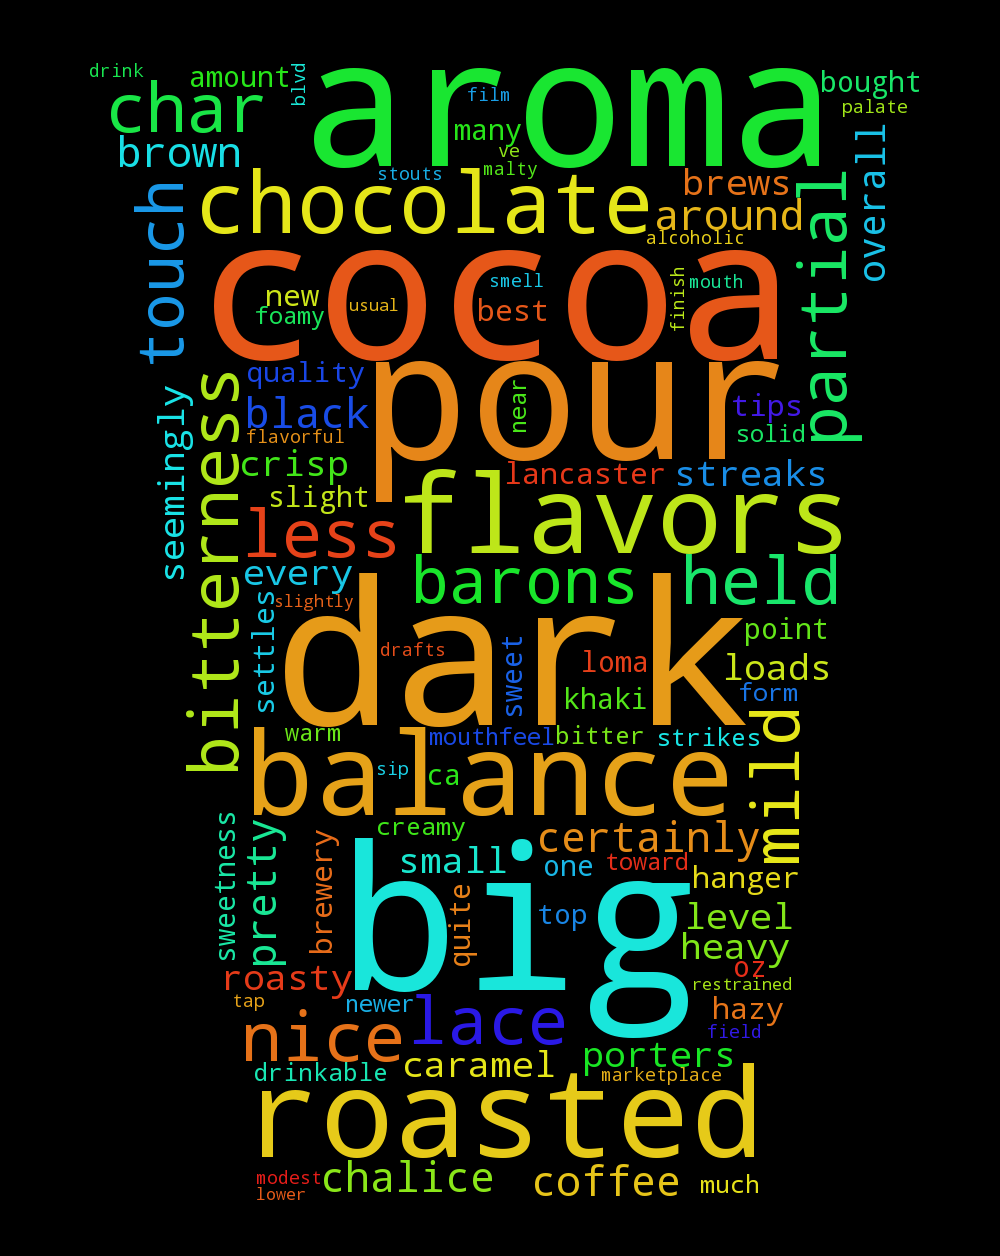 drink
amount
blvd
aroma
film
bought
char
many
palate
brown
ve
malty
overall
stouts
chocolate
brews
touch
around
partial
alcoholic
cocoa
new
usual
smell
best
finish
mouth
foamy
quality
pour
near
tips
black
solid
flavorful
seemingly
bitterness
crisp
lancaster
streaks
slight
flavors
less
every
barons
held
settles
slightly
dark
drafts
sweet
loma
point
khaki
loads
form
warm
mouthfeel
bitter
strikes
mild
balance
sip
ca
sweetness
pretty
brewery
creamy
certainly
small
one
toward
hanger
big
quite
top
level
heavy
roasty
oz
restrained
tap
newer
hazy
nice
lace
field
porters
drinkable
caramel
marketplace
roasted
modest
chalice
coffee
much
lower